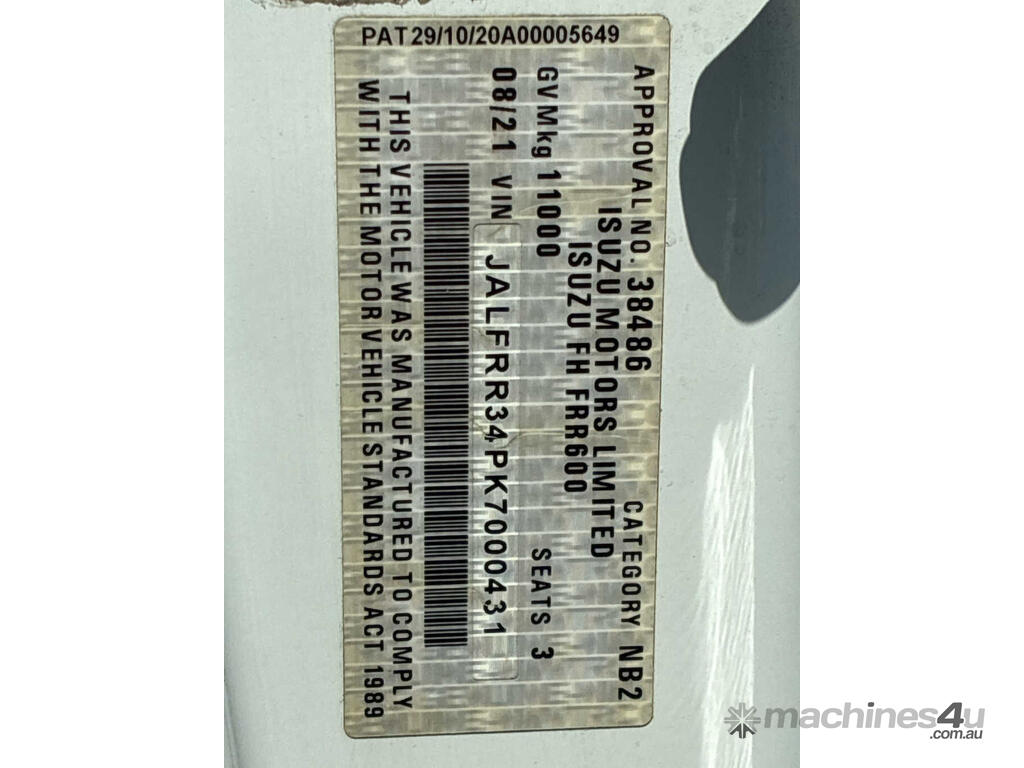 APPROVAL NO. 38486 CATEGORY NB2
ISUZU MOTORS LIMITED
ISUZU FH FRR600
GVMkg 11000 SEATS 3
08/21 VIN JALFRR34PK7000431
THIS VEHICLE WAS MANUFACTURED TO COMPLY
WITH THE MOTOR VEHICLE STANDARDS ACT 1989
PAT29/10/20A00005649
machines4u
.com.au